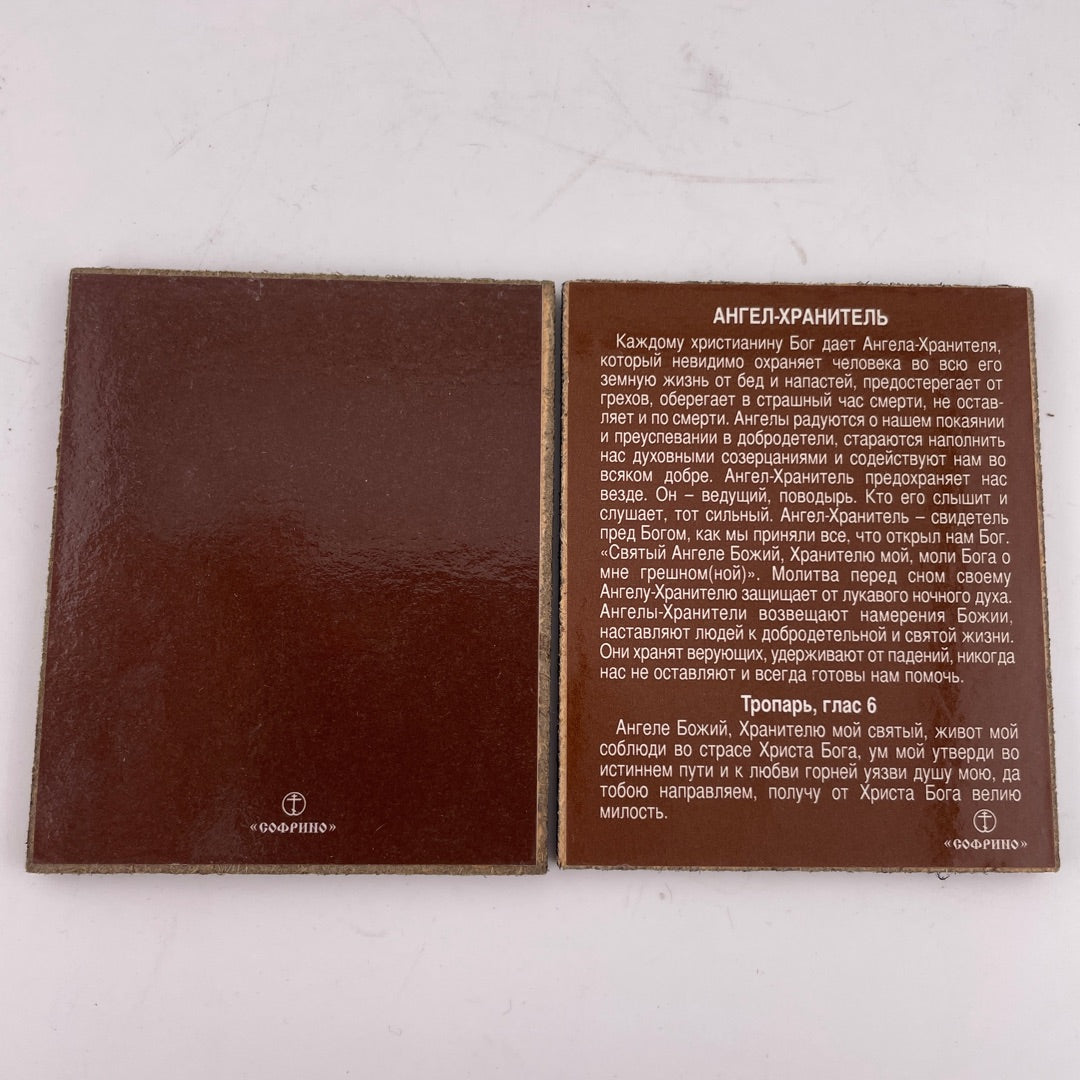 «СОФРИНО»
АНГЕЛ-ХРАНИТЕЛЬ
Каждому христианину Бог дает Ангела-Хранителя,
который невидимо охраняет человека во всю его
земную жизнь от бед и напастей, предостерегает от
грехов, оберегает в страшный час смерти, не остав-
ляет и по смерти. Ангелы радуются о нашем покаянии
и преуспевании в добродетели, стараются наполнить
нас духовными созерцаниями и содействуют нам во
всяком добре. Ангел-Хранитель предохраняет нас
везде. Он – ведущий, поводырь. Кто его слышит и
слушает, тот сильный. Ангел-Хранитель – свидетель
пред Богом, как мы приняли все, что открыл нам Бог.
«Святый Ангеле Божий, Хранителю мой, моли Бога о
мне грешном(ной)». Молитва перед сном своему
Ангелу-Хранителю защищает от лукавого ночного духа.
Ангелы-Хранители возвещают намерения Божии,
наставляют людей к добродетельной и святой жизни.
Они хранят верующих, удерживают от падений, никогда
нас не оставляют и всегда готовы нам помочь.
Тропарь, глас 6
Ангеле Божий, Хранителю мой святый, живот мой
соблюди во страсе Христа Бога, ум мой утверди во
истиннем пути и к любви горней уязви душу мою, да
тобою направляем, получу от Христа Бога велию
милость.
«СОФРИНО»